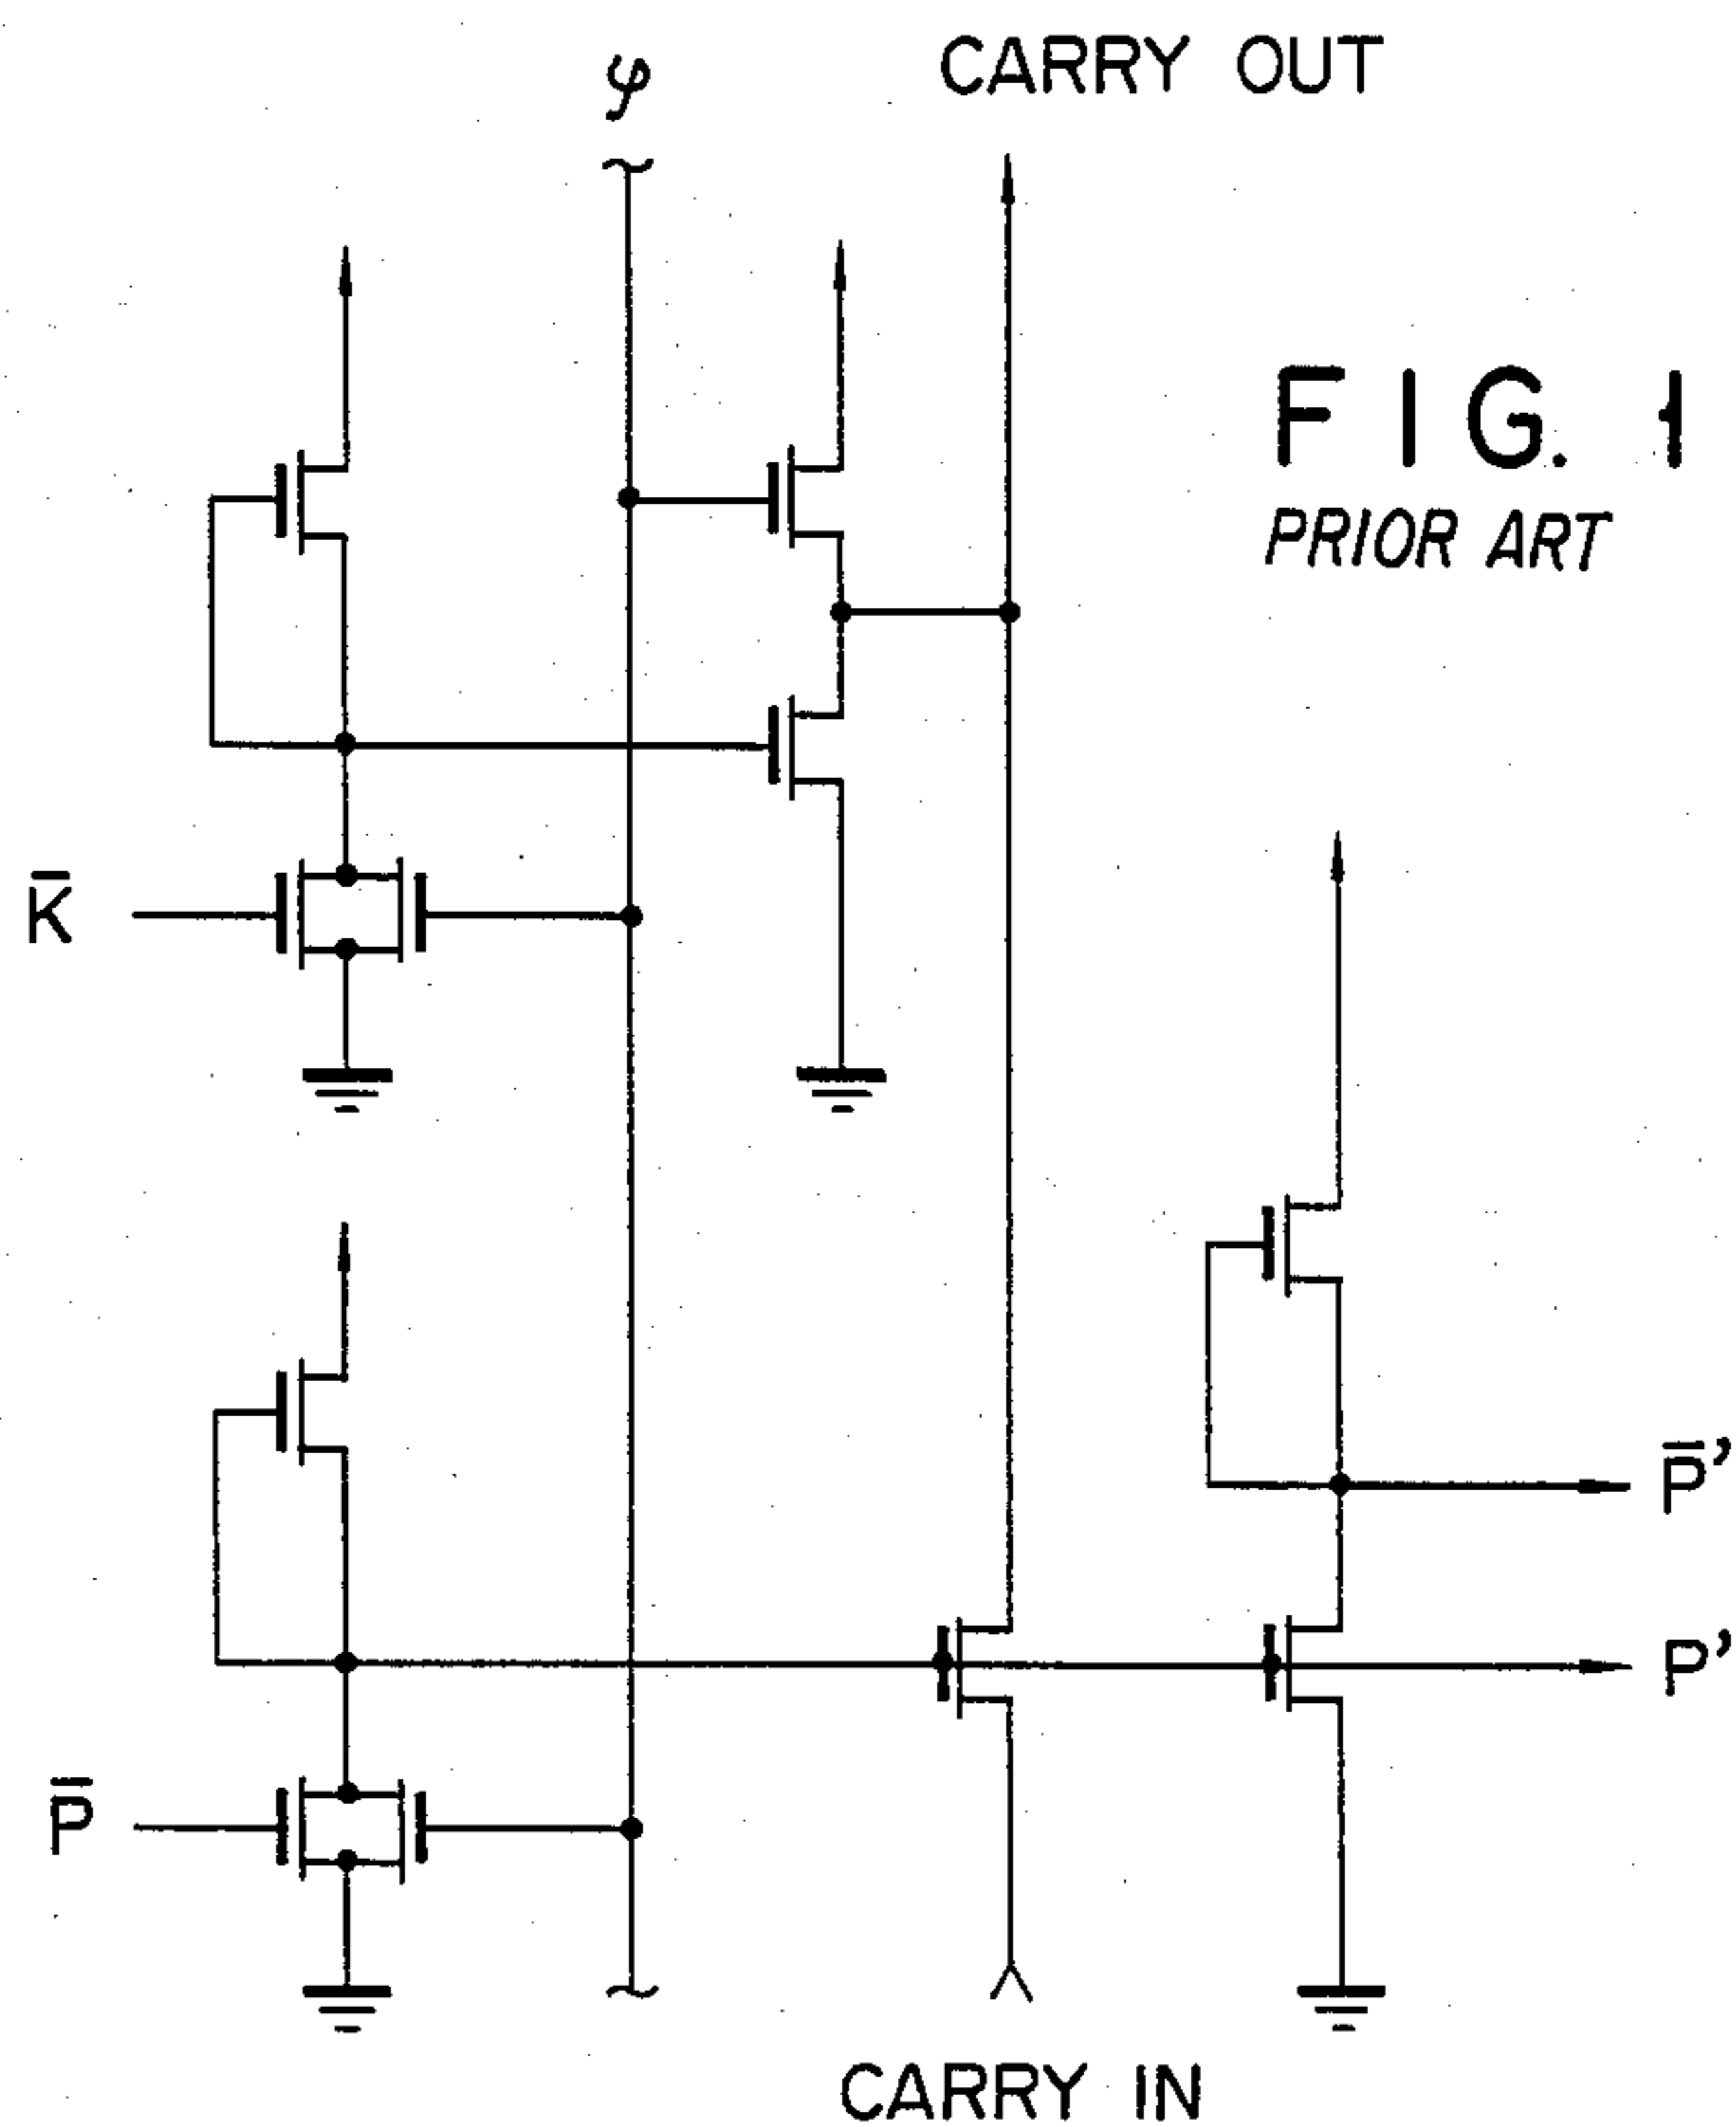 φ
CARRY OUT
FIG. 1
PRIOR ART
K̅
P̅'
P'
P̅
CARRY IN